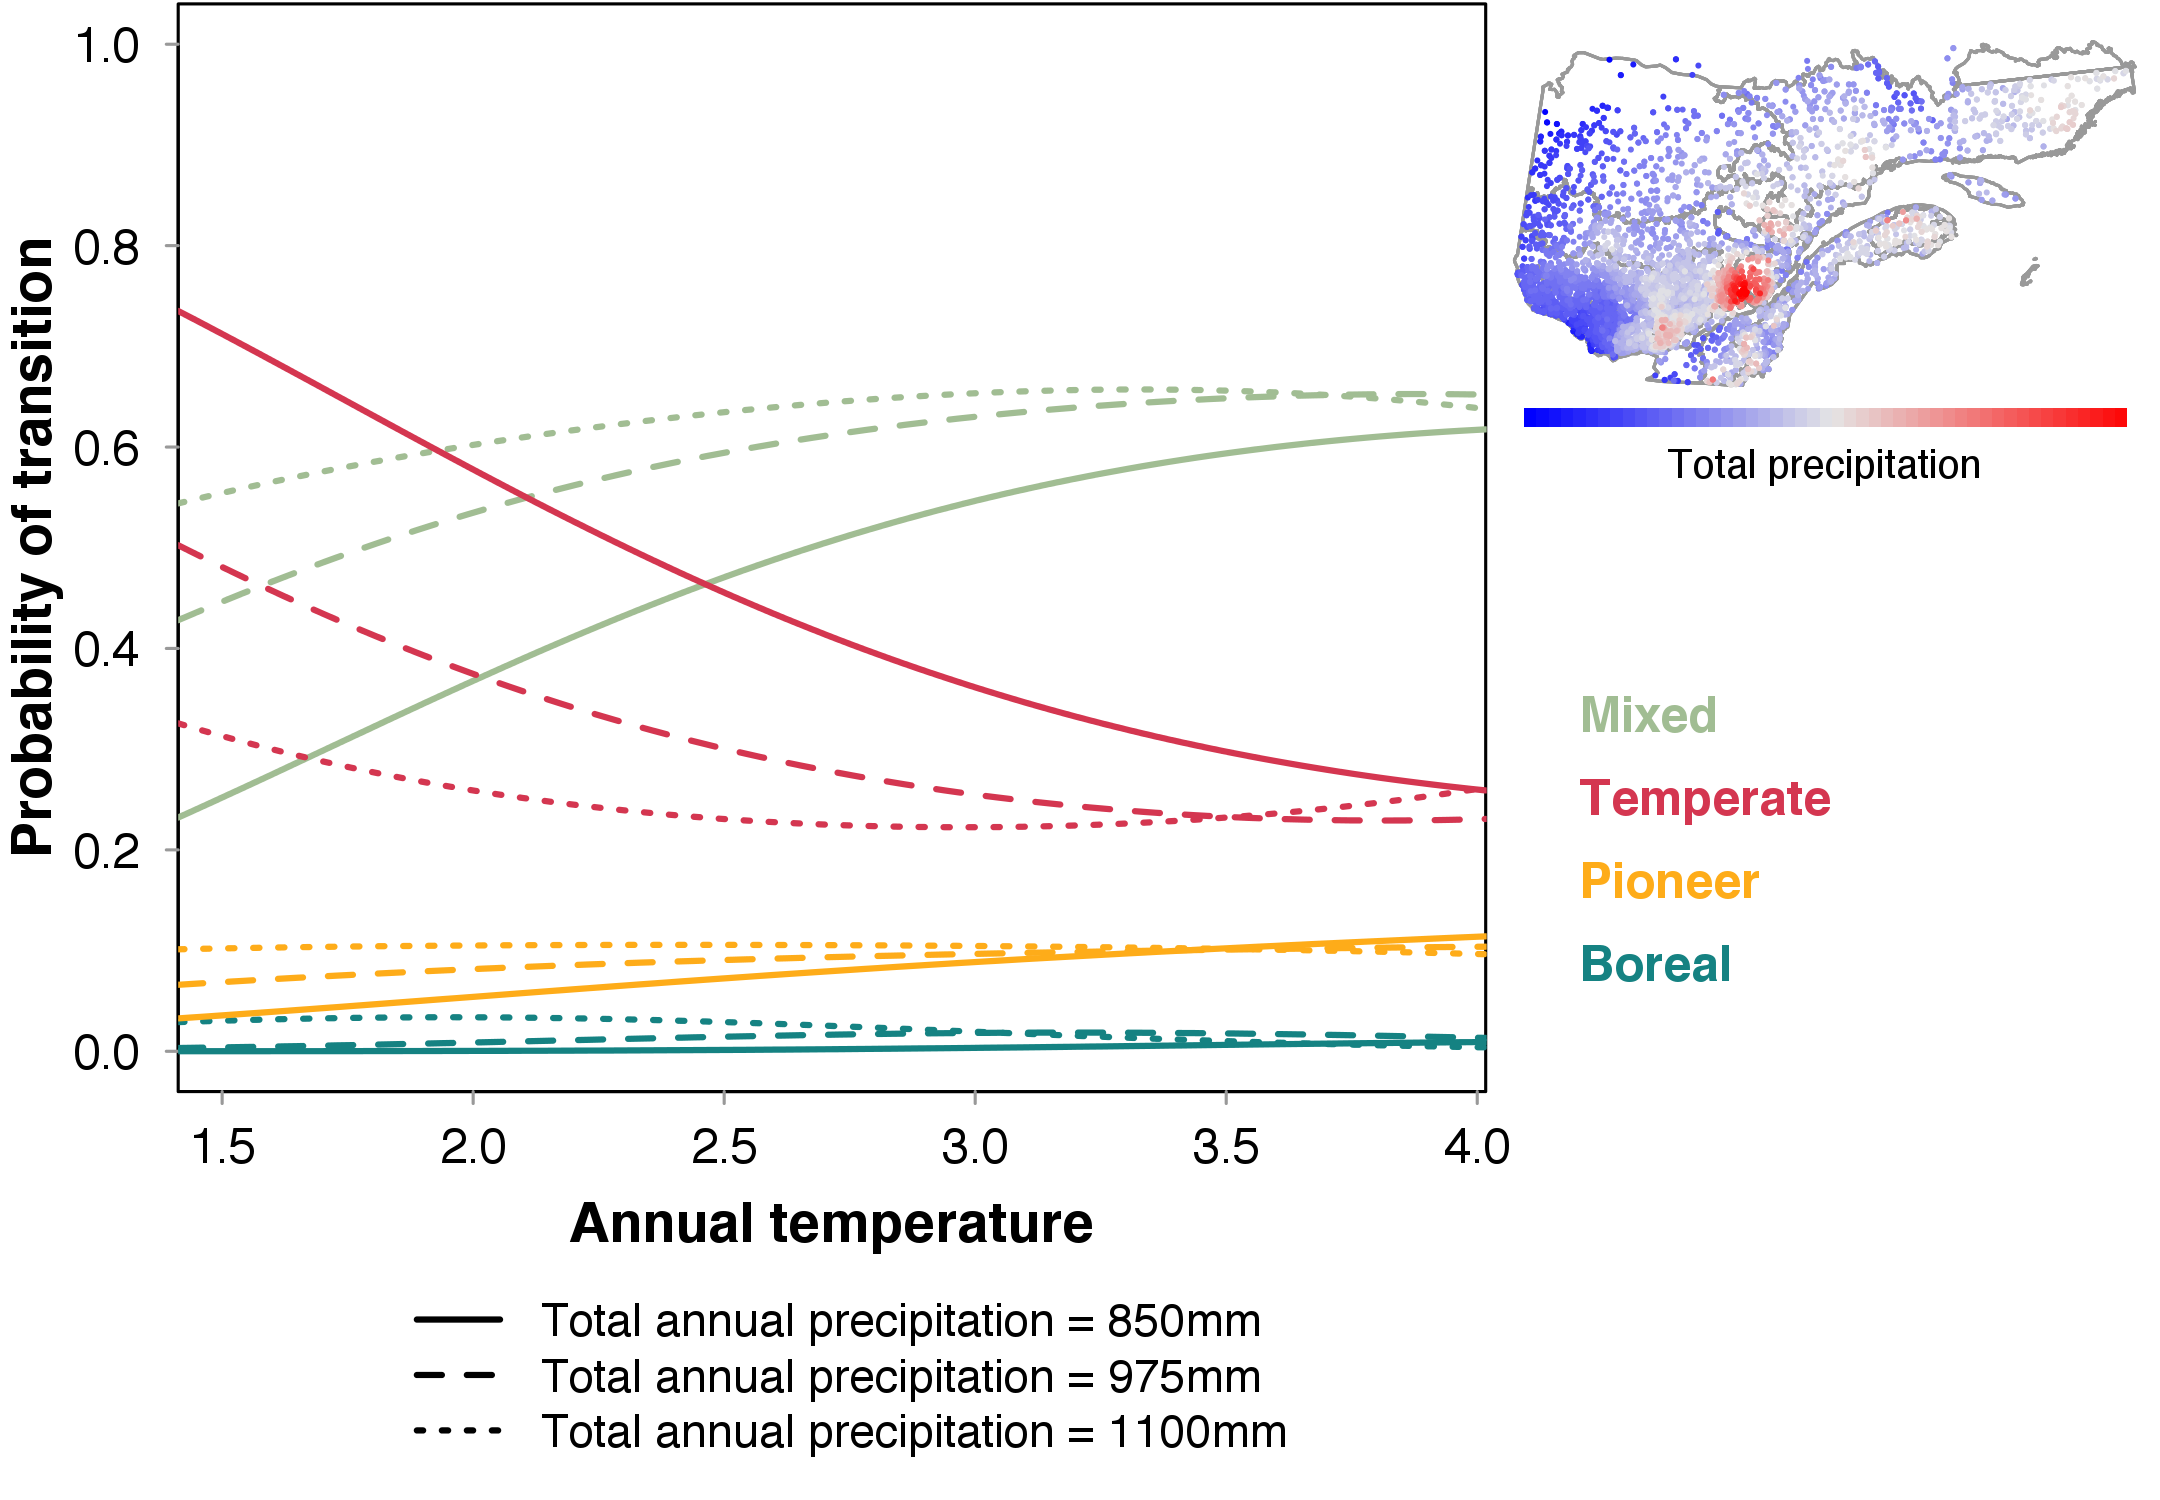 Probability of transition
1.0
0.8
0.6
0.4
0.2
0.0
1.5 2.0 2.5 3.0 3.5 4.0
Annual temperature
Total annual precipitation = 850mm
Total annual precipitation = 975mm
Total annual precipitation = 1100mm
Total precipitation
Mixed
Temperate
Pioneer
Boreal